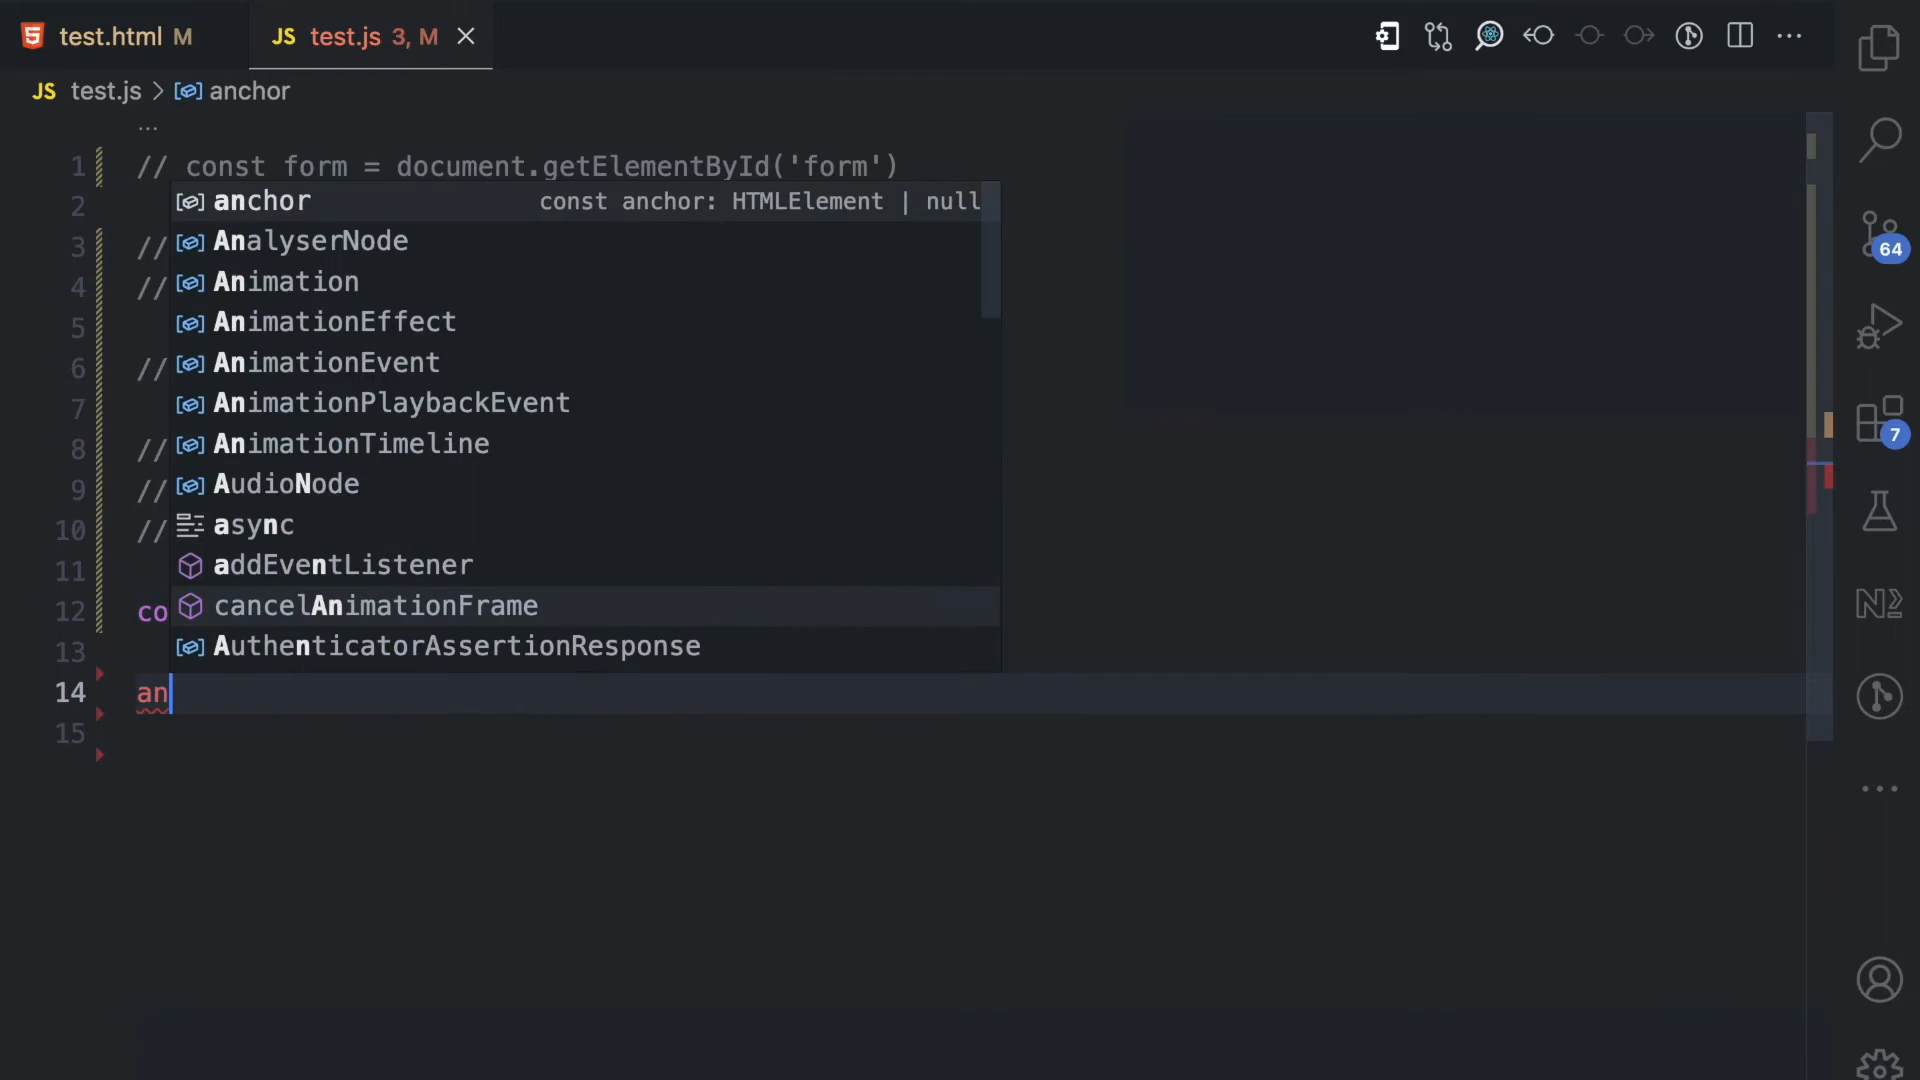 test.html M
JS test.js 3, M
JS test.js > anchor
...
1 // const form = document.getElementById('form')
2 anchor const anchor: HTMLElement | null
3 // AnalyserNode
4 // Animation
5 AnimationEffect
6 // AnimationEvent
7 AnimationPlaybackEvent
8 // AnimationTimeline
9 // AudioNode
10 // async
11 addEventListener
12 co cancelAnimationFrame
13 AuthenticatorAssertionResponse
14 an
15
64
7